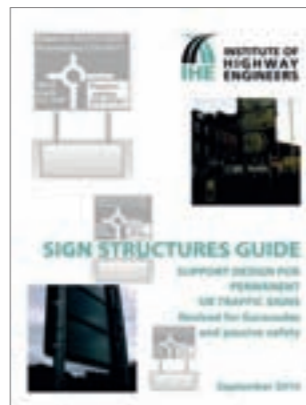 INSTITUTE OF
HIGHWAY
ENGINEERS
IHE
SIGN STRUCTURES GUIDE
SUPPORT DESIGN FOR
PERMANENT
UK TRAFFIC SIGNS
Revised for Eurocodes
and passive safety
September 2010